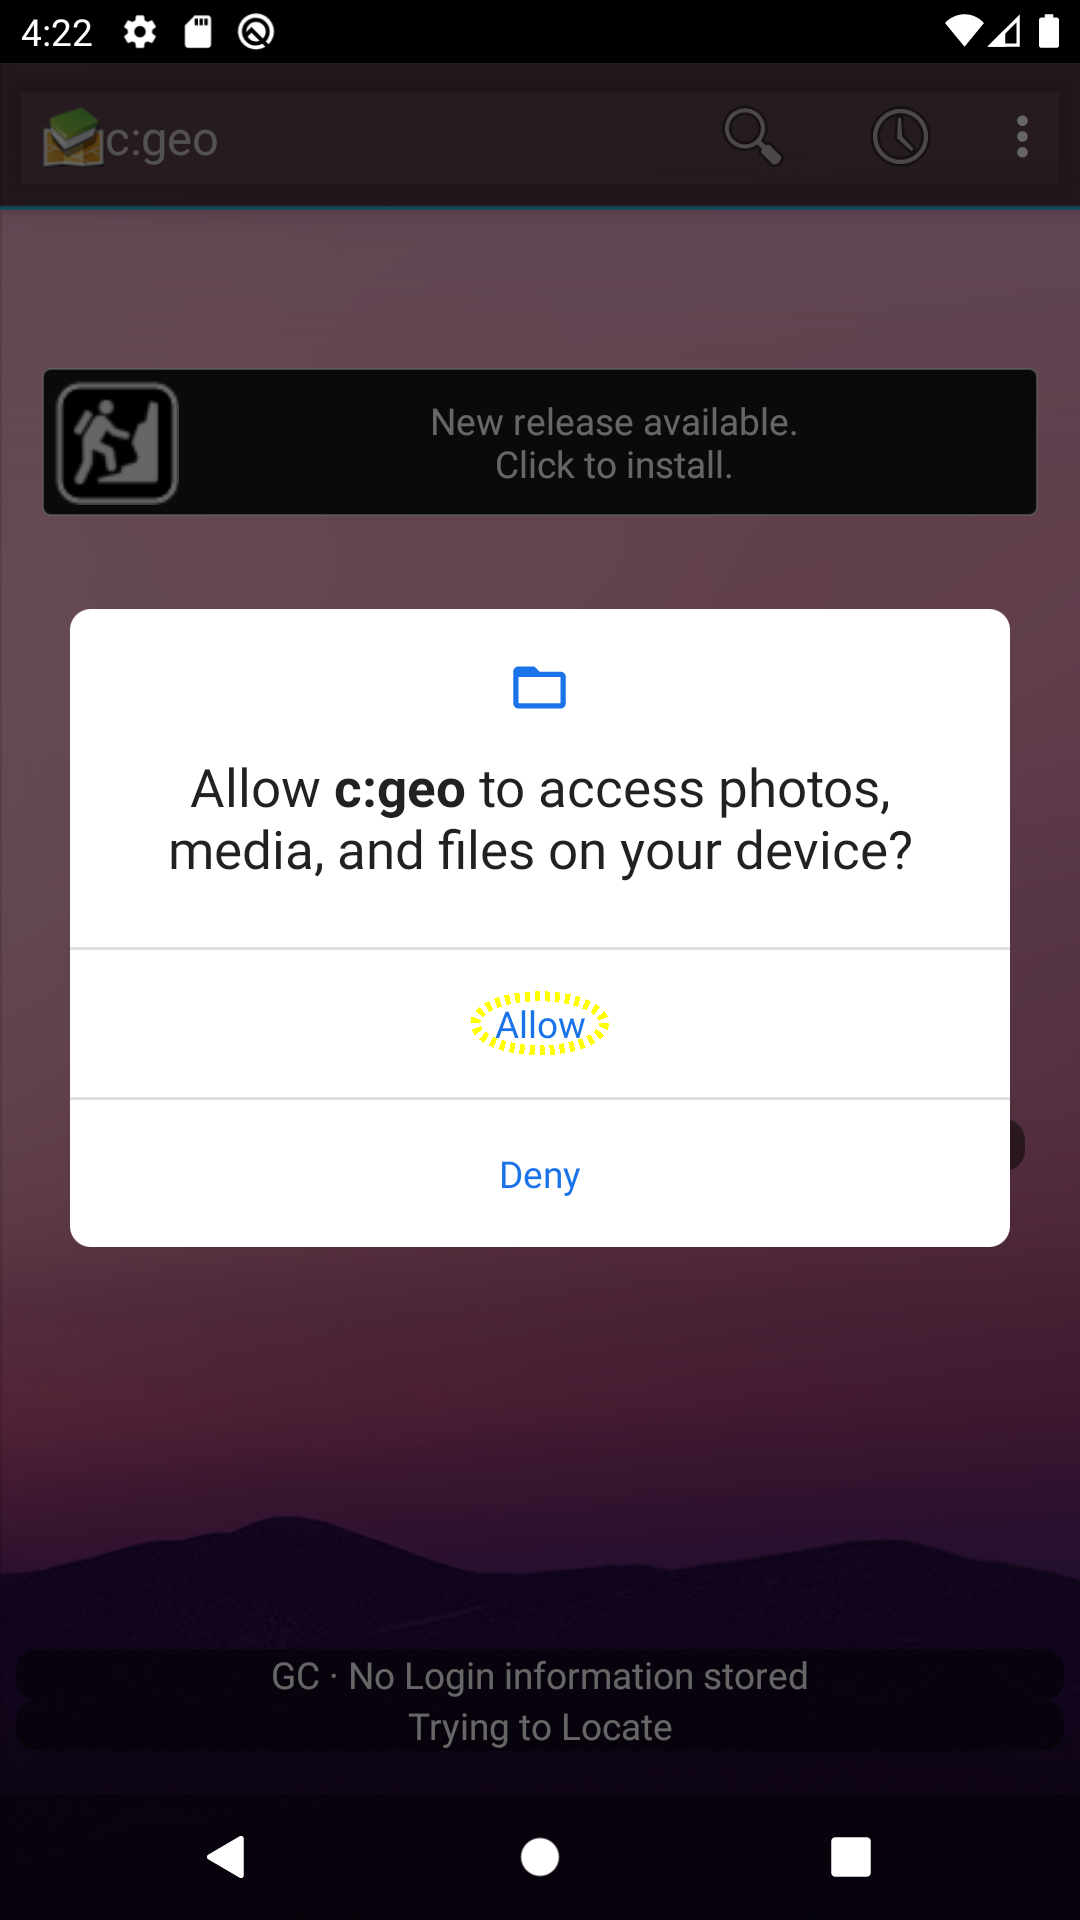 4:22
c:geo
New release available.
Click to install.
Allow c:geo to access photos,
media, and files on your device?
Allow
Deny
GC · No Login information stored
Trying to Locate